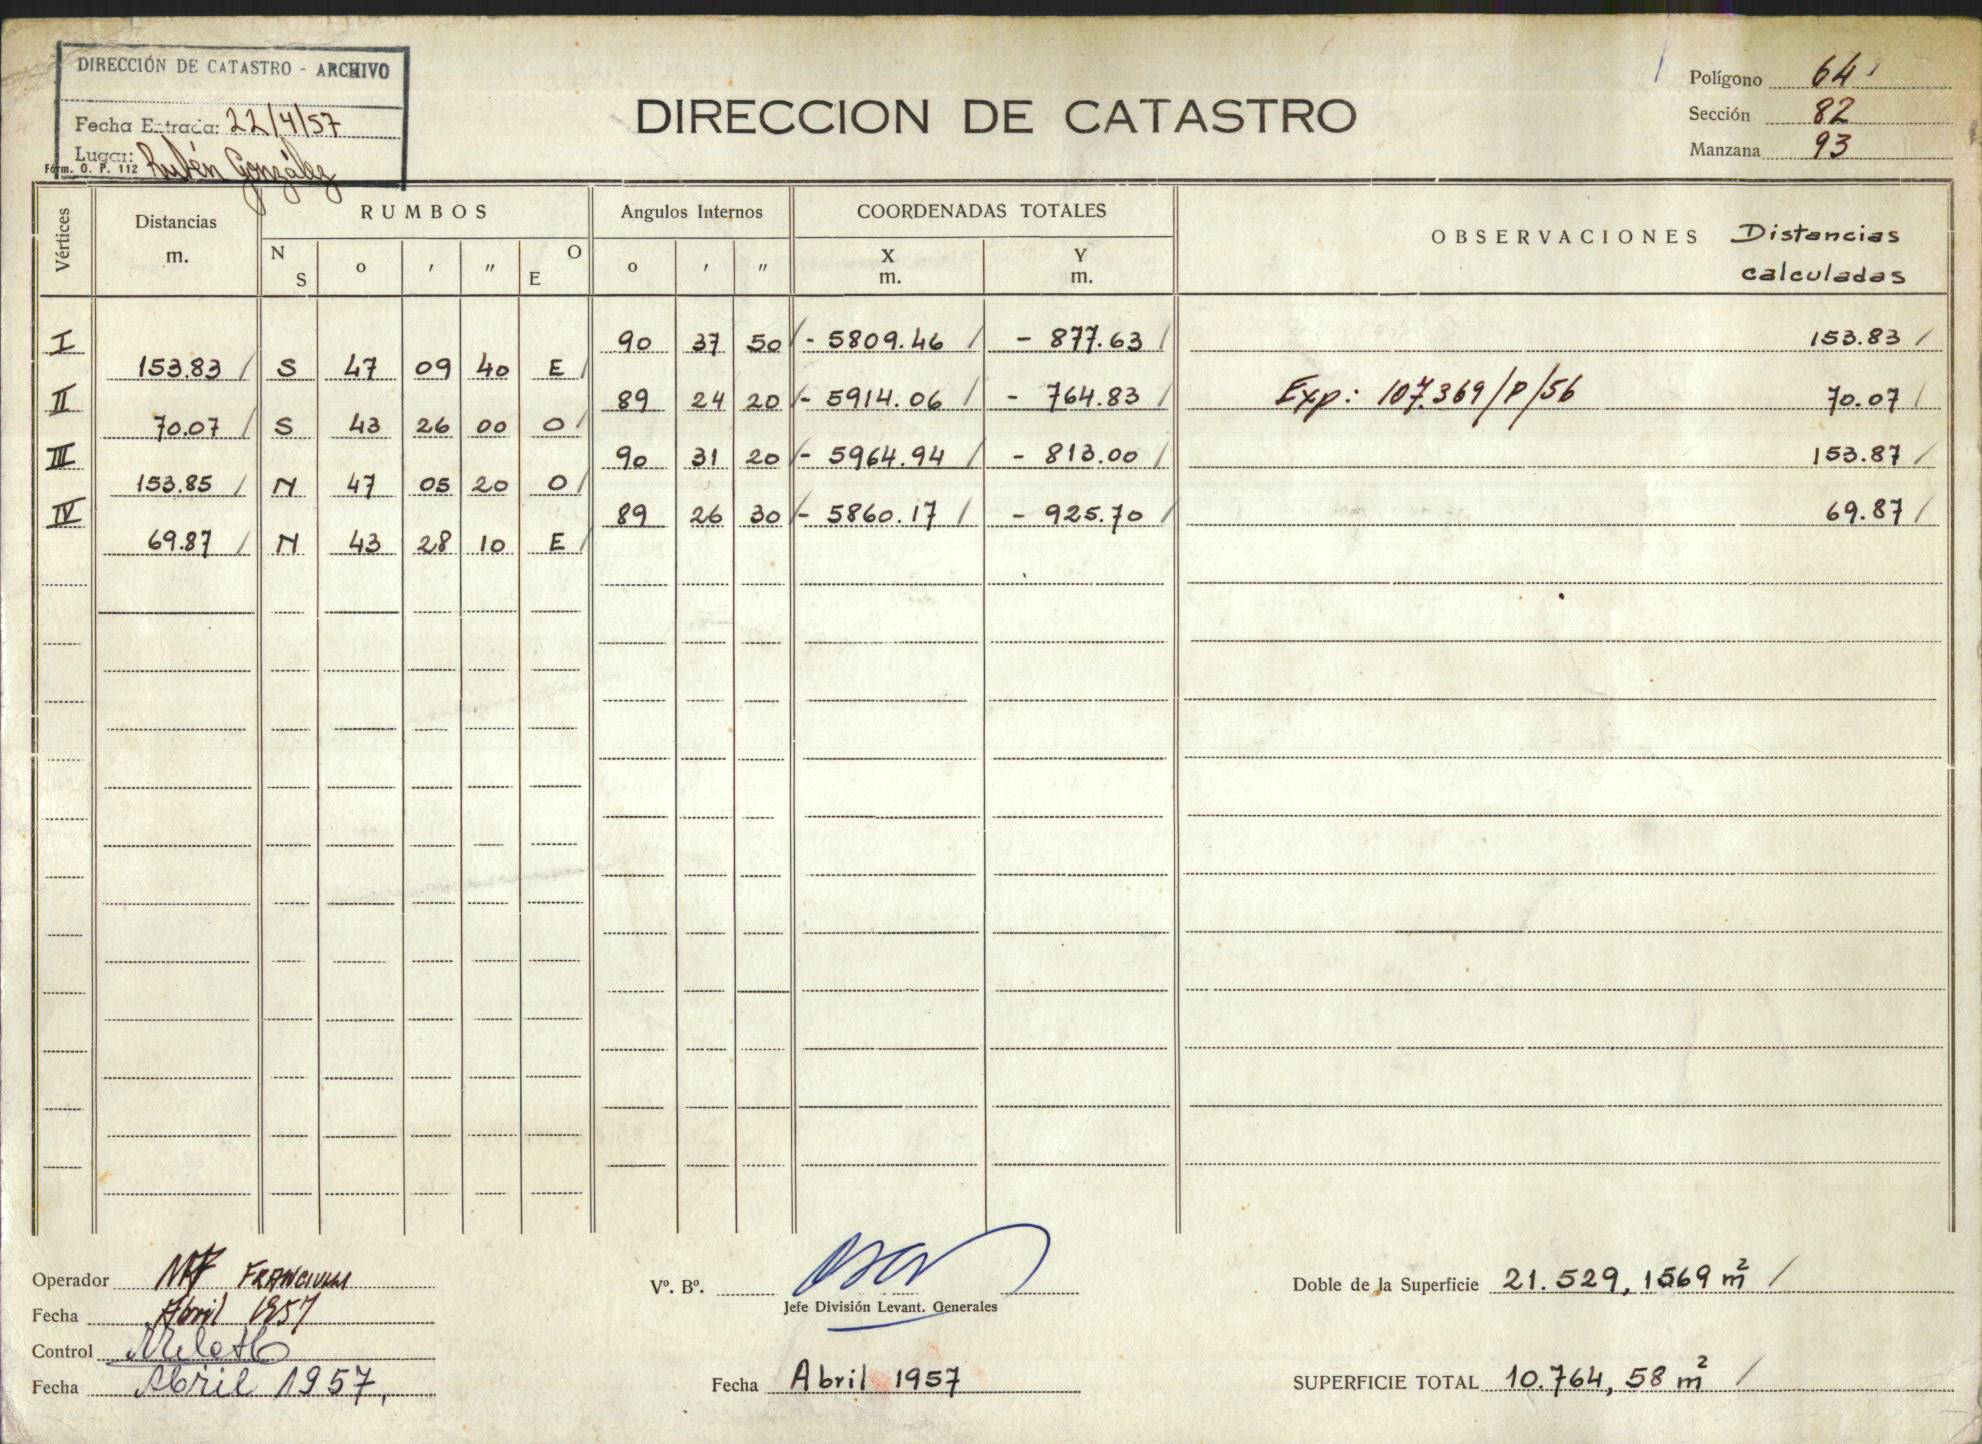 DIRECCIÓN DE CATASTRO - ARCHIVO
Fecha Entrada: 22/4/57
Lugar: Rubén González
Fórm. O. P. 112
DIRECCION DE CATASTRO
Polígono 64
Sección 82
Manzana 93
Vértices
Distancias
m.
RUMBOS
N
S
o
'
"
O
E
Angulos Internos
o
'
"
COORDENADAS TOTALES
X
m.
Y
m.
OBSERVACIONES Distancias
calculadas
I 90 37 50 - 5809.46 - 877.63 153.83
153.83 S 47 09 40 E
II 89 24 20 - 5914.06 - 764.83 Exp: 107.369/P/56 70.07
70.07 S 43 26 00 O
III 90 31 20 - 5964.94 - 813.00 153.87
153.85 N 47 05 20 O
IV 89 26 30 - 5860.17 - 925.70 69.87
69.87 N 43 28 10 E
Operador
Fecha Abril 1957
Control
Fecha Abril 1957.
Vº. Bº.
Jefe División Levant. Generales
Fecha Abril 1957
Doble de la Superficie 21.529,1569 m²
SUPERFICIE TOTAL 10.764,58 m²